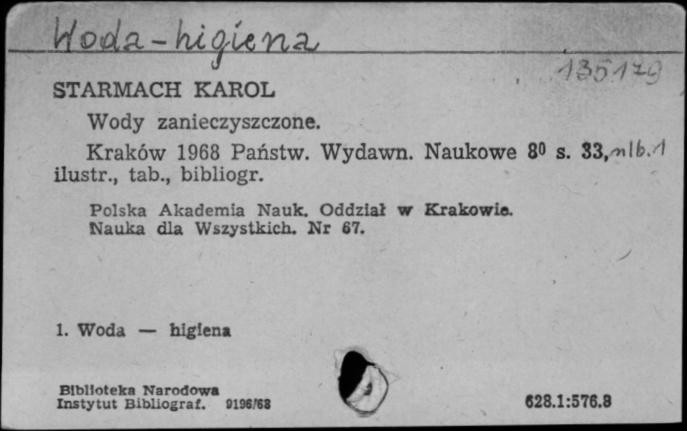 Woda - higiena
135179
STARMACH KAROL
Wody zanieczyszczone.
Kraków 1968 Państw. Wydawn. Naukowe 8⁰ s. 33, nlb. 1
ilustr., tab., bibliogr.
Polska Akademia Nauk. Oddział w Krakowie.
Nauka dla Wszystkich. Nr 67.
1. Woda — higiena
Biblioteka Narodowa
Instytut Bibliograf. 9196/68
628.1:576.8